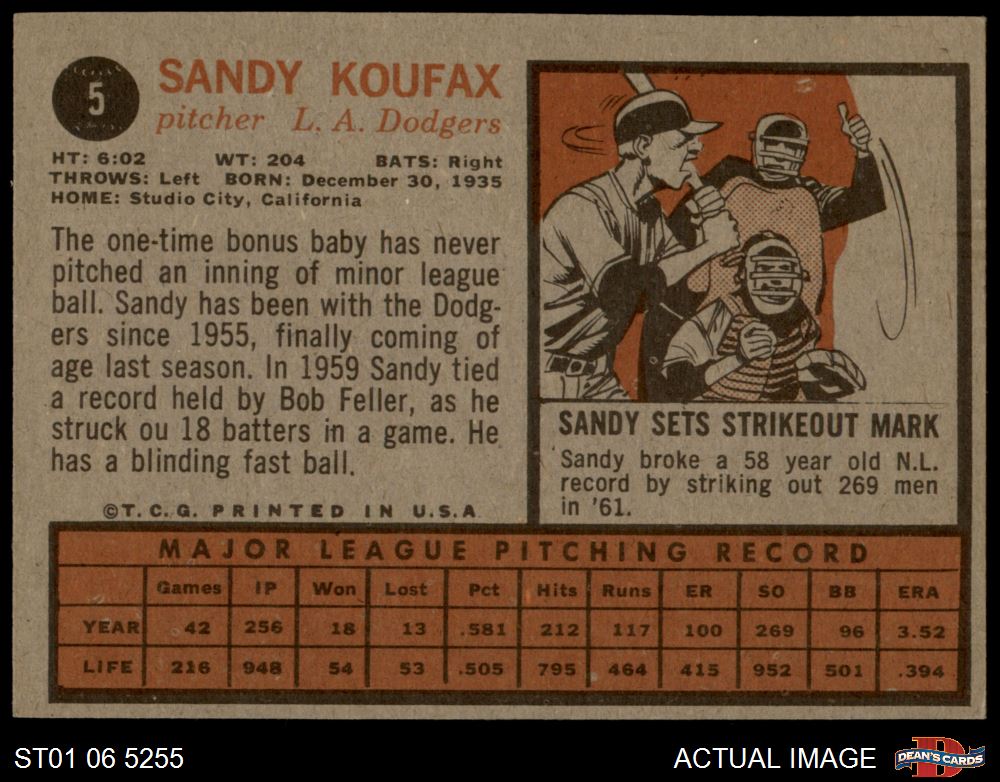 5
SANDY KOUFAX
pitcher L. A. Dodgers
HT: 6:02 WT: 204 BATS: Right
THROWS: Left BORN: December 30, 1935
HOME: Studio City, California
The one-time bonus baby has never
pitched an inning of minor league
ball. Sandy has been with the Dodg-
ers since 1955, finally coming of
age last season. In 1959 Sandy tied
a record held by Bob Feller, as he
struck ou 18 batters in a game. He
has a blinding fast ball.
©T. C. G. PRINTED IN U.S.A
SANDY SETS STRIKEOUT MARK
Sandy broke a 58 year old N.L.
record by striking out 269 men
in '61.
MAJOR LEAGUE PITCHING RECORD
Games IP Won Lost Pct Hits Runs ER SO BB ERA
YEAR 42 256 18 13 .581 212 117 100 269 96 3.52
LIFE 216 948 54 53 .505 795 464 415 952 501 .394
ST01 06 5255
ACTUAL IMAGE
D
DEAN'S CARDS